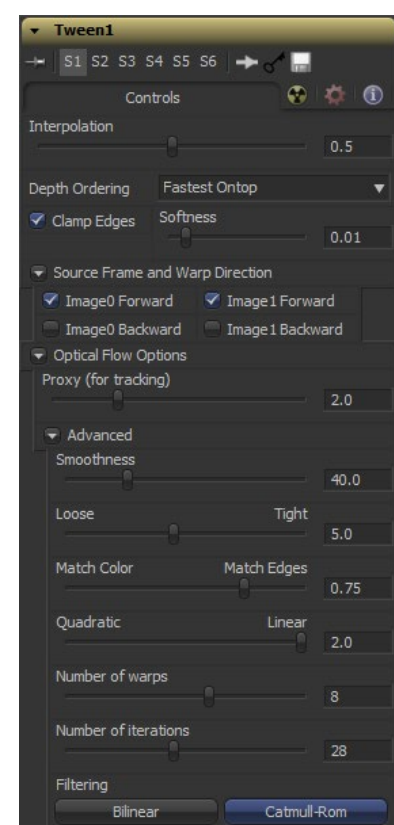 Tween1
S1 S2 S3 S4 S5 S6
Controls
Interpolation
0.5
Depth Ordering Fastest Ontop
Clamp Edges Softness
0.01
Source Frame and Warp Direction
Image0 Forward Image1 Forward
Image0 Backward Image1 Backward
Optical Flow Options
Proxy (for tracking)
2.0
Advanced
Smoothness
40.0
Loose Tight
5.0
Match Color Match Edges
0.75
Quadratic Linear
2.0
Number of warps
8
Number of iterations
28
Filtering
Bilinear Catmull-Rom